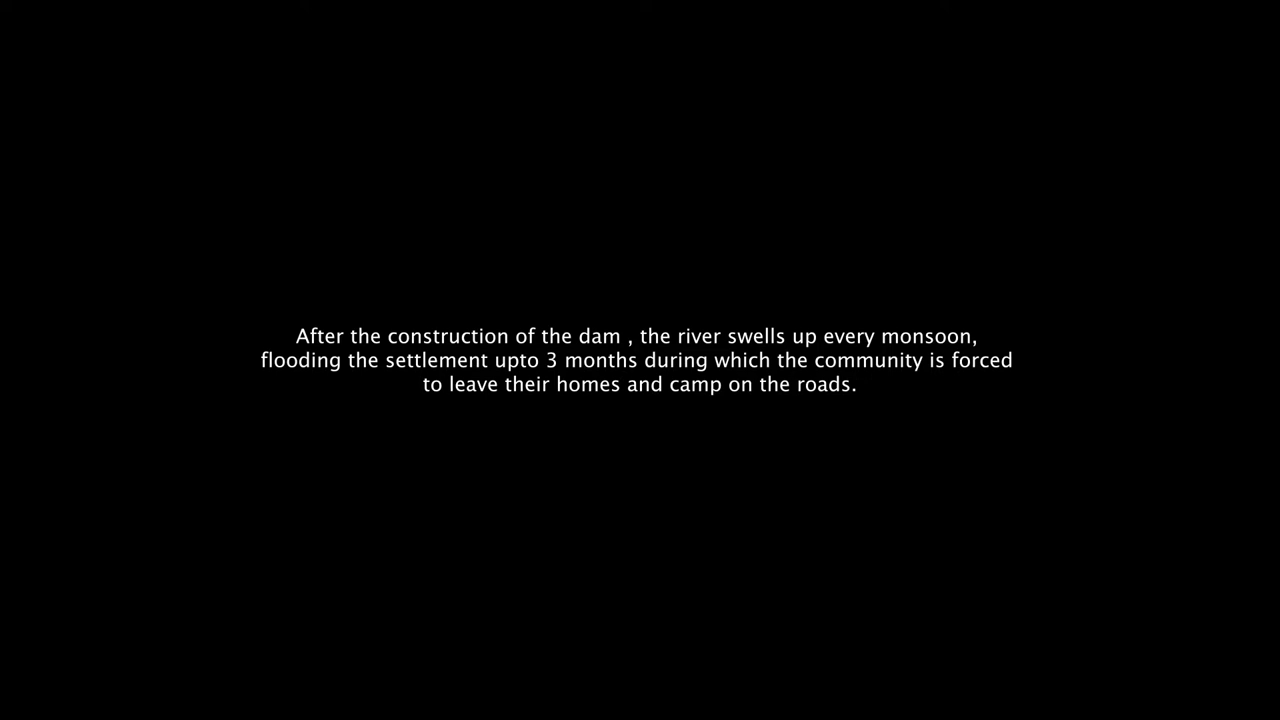 After the construction of the dam , the river swells up every monsoon,
flooding the settlement upto 3 months during which the community is forced
to leave their homes and camp on the roads.